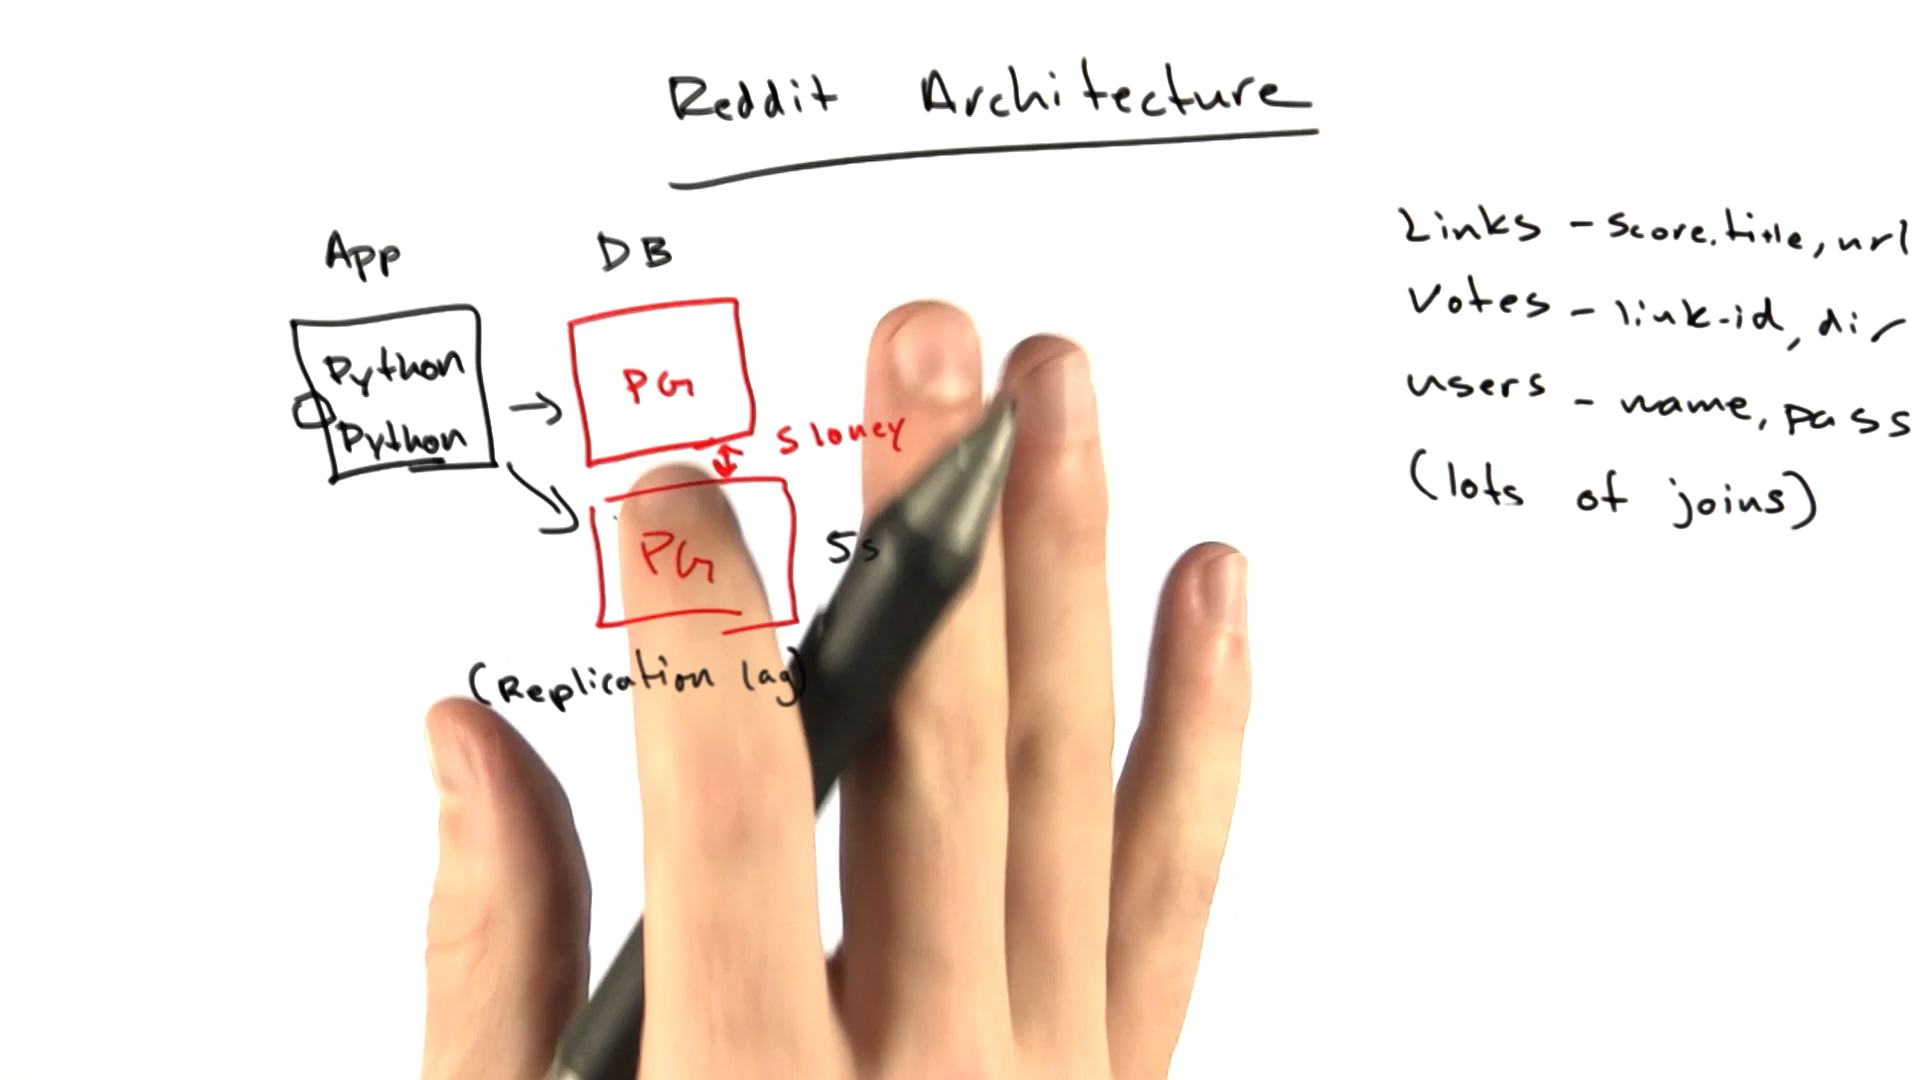 Reddit Architecture
App
DB
Python
Python
PG
Sloney
PG
5s
(Replication lag)
Links - Score, title, url
Votes - link-id, dir
users - name, pass
(lots of joins)